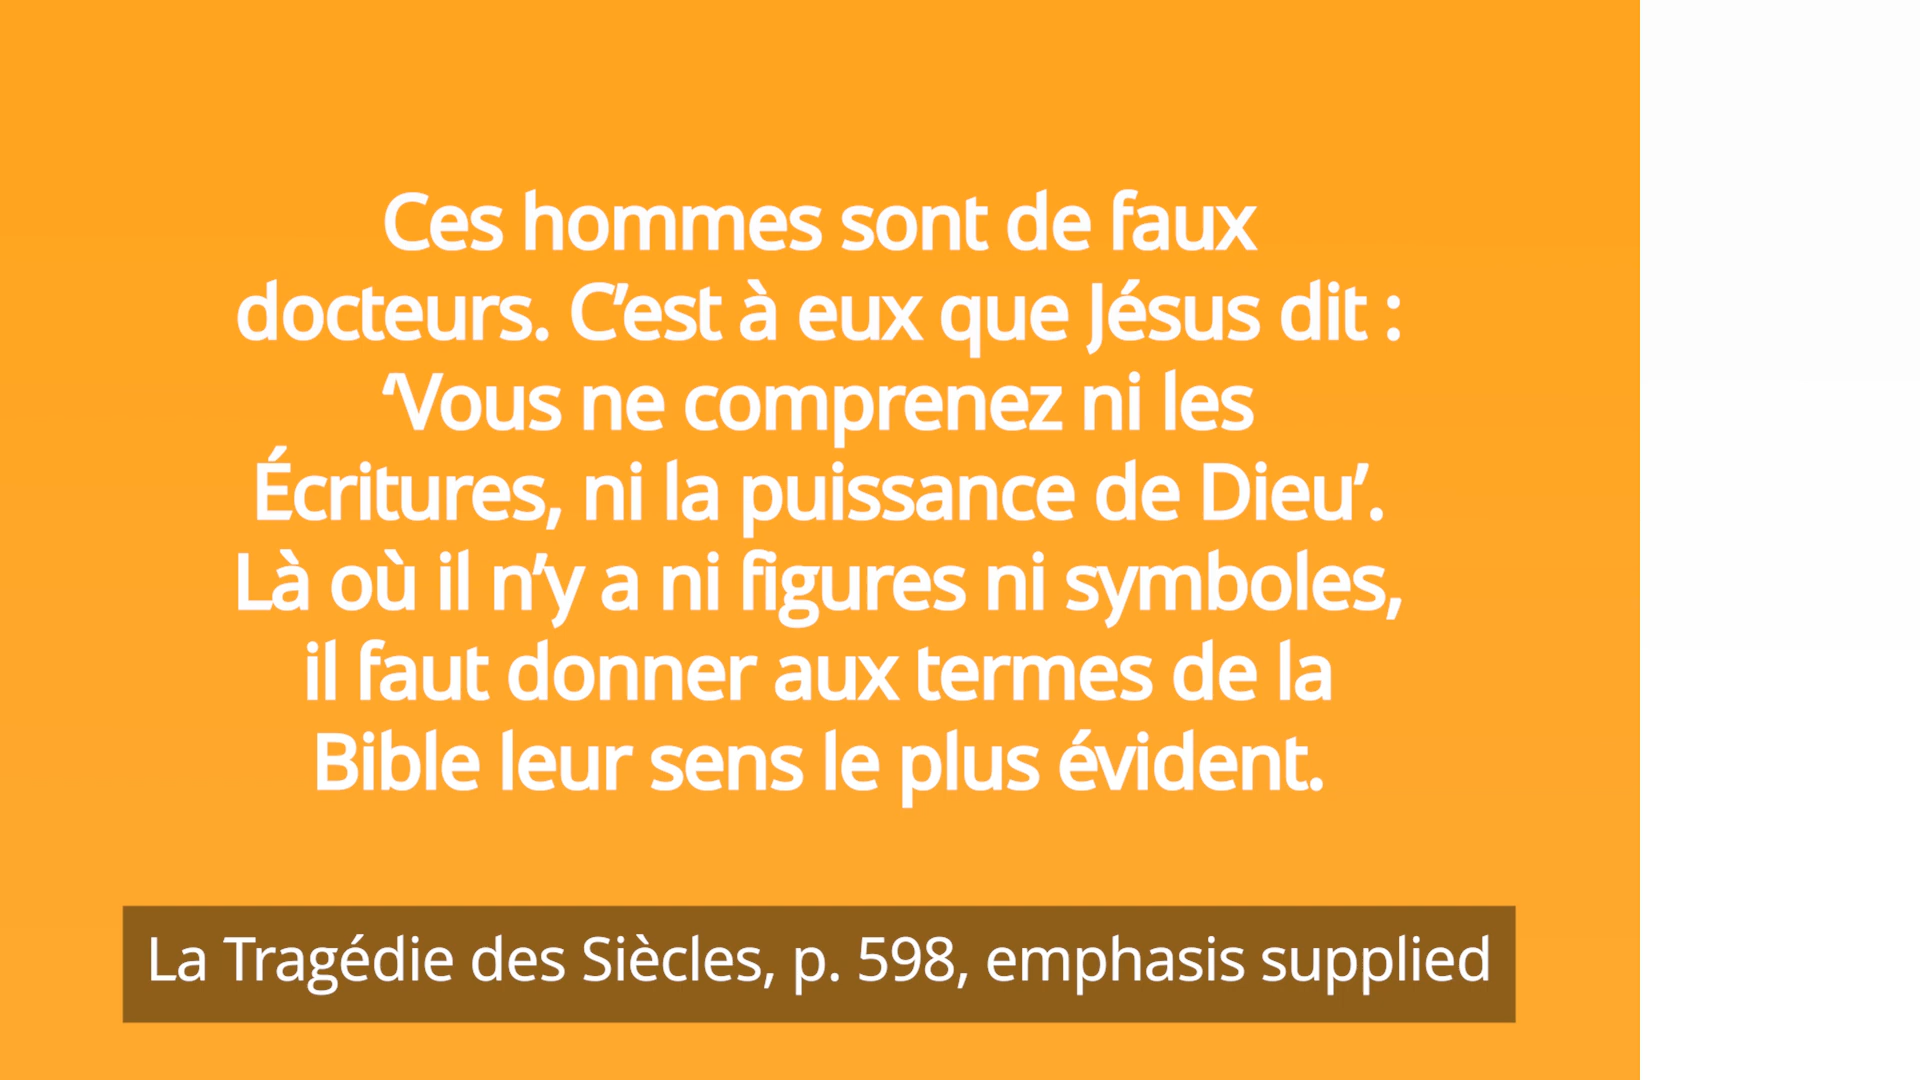 Ces hommes sont de faux
docteurs. C’est à eux que Jésus dit :
‘Vous ne comprenez ni les
Écritures, ni la puissance de Dieu’.
Là où il n’y a ni figures ni symboles,
il faut donner aux termes de la
Bible leur sens le plus évident.
La Tragédie des Siècles, p. 598, emphasis supplied